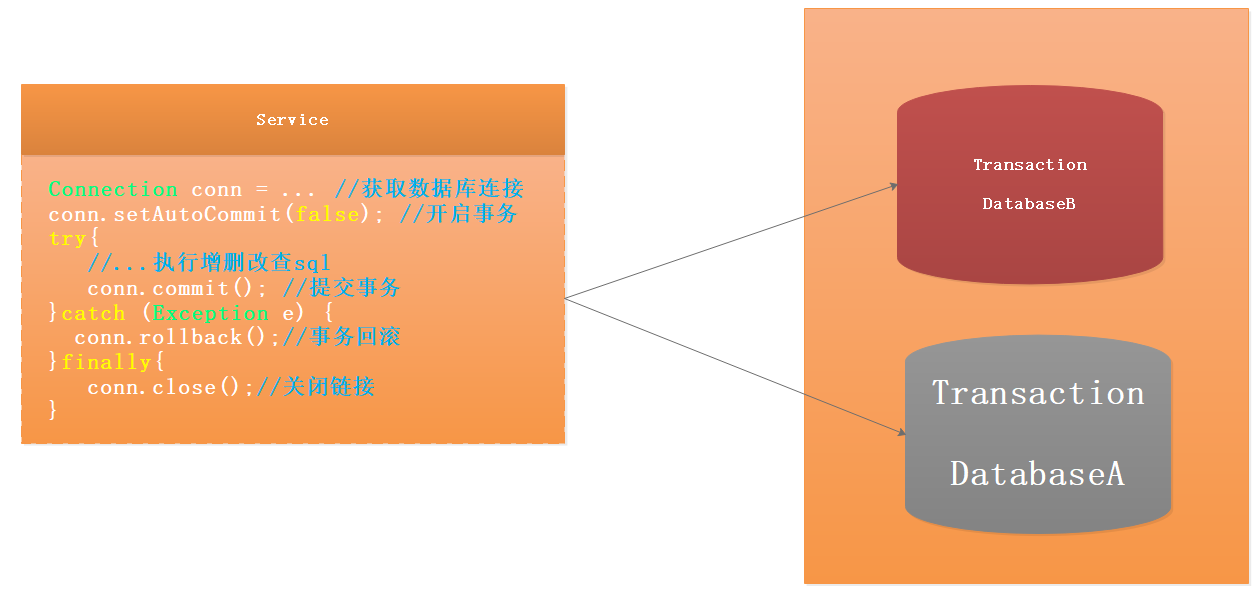 Service
Connection conn = ... //获取数据库连接
conn.setAutoCommit(false); //开启事务
try{
//...执行增删改查sql
conn.commit(); //提交事务
}catch (Exception e) {
conn.rollback();//事务回滚
}finally{
conn.close();//关闭链接
}
Transaction
DatabaseB
Transaction
DatabaseA